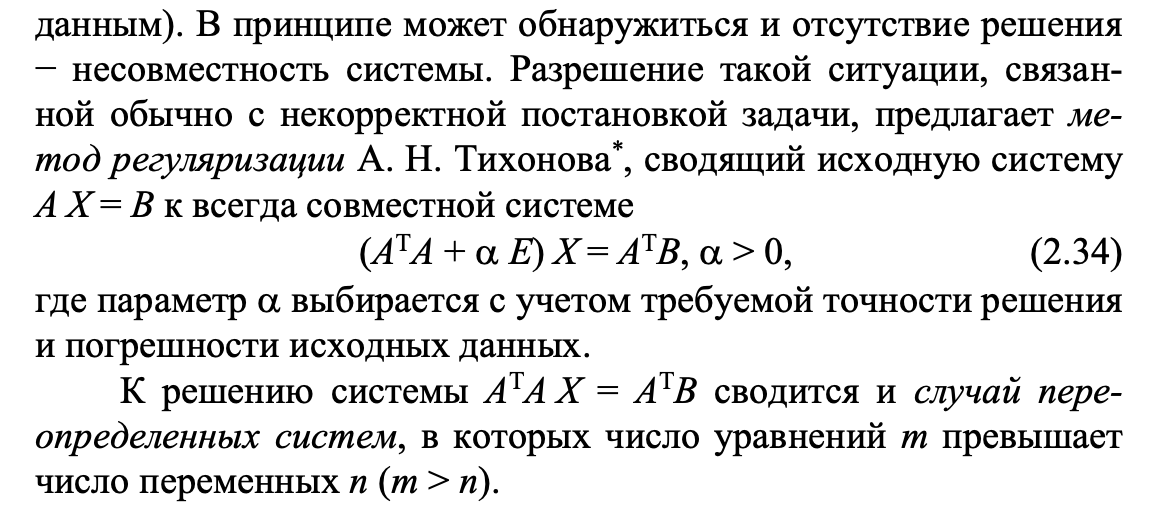 данным). В принципе может обнаружиться и отсутствие решения
– несовместность системы. Разрешение такой ситуации, связан-
ной обычно с некорректной постановкой задачи, предлагает ме-
тод регуляризации А. Н. Тихонова*, сводящий исходную систему
A X = B к всегда совместной системе
(AᵀA + α E) X = AᵀB, α > 0, (2.34)
где параметр α выбирается с учетом требуемой точности решения
и погрешности исходных данных.
К решению системы AᵀA X = AᵀB сводится и случай пере-
определенных систем, в которых число уравнений m превышает
число переменных n (m > n).